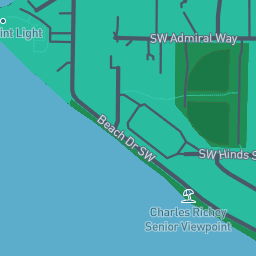 int Light
SW Admiral Way
Beach Dr SW
SW Hinds S
Charles Richey
Senior Viewpoint